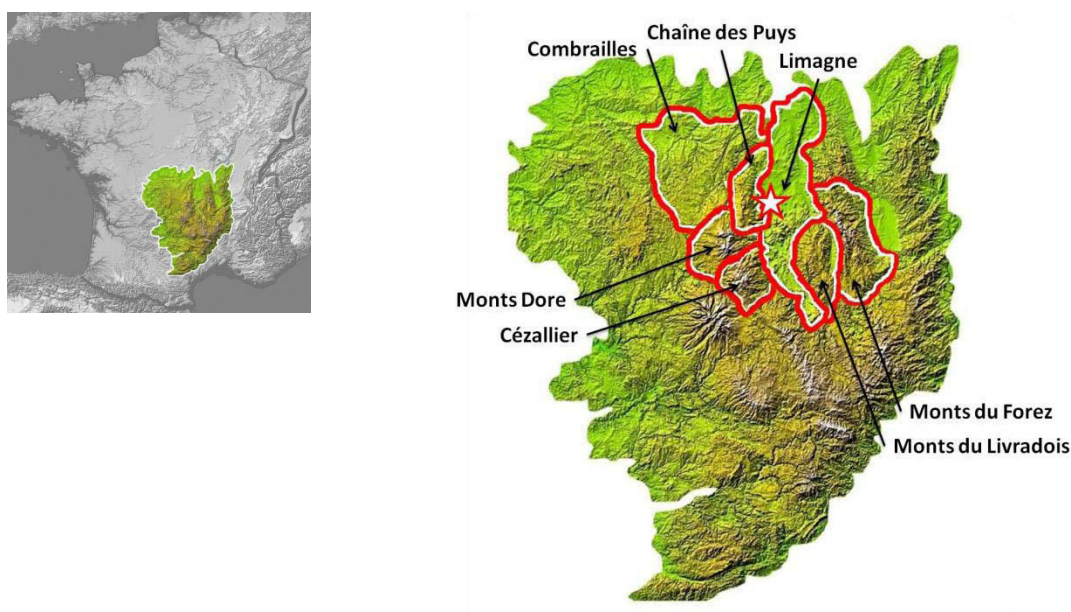 Chaîne des Puys
Combrailles
Limagne
Monts Dore
Cézallier
Monts du Forez
Monts du Livradois